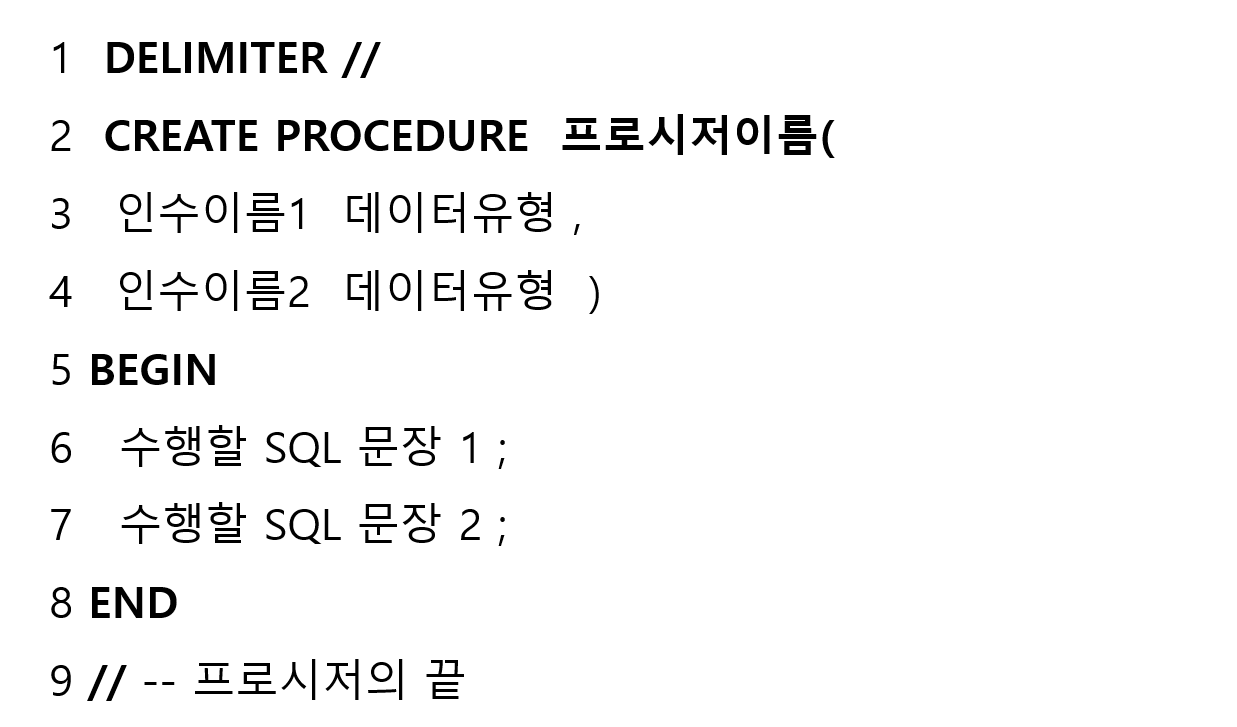 1 DELIMITER //
2 CREATE PROCEDURE 프로시저이름(
3 인수이름1 데이터유형 ,
4 인수이름2 데이터유형 )
5 BEGIN
6 수행할 SQL 문장 1 ;
7 수행할 SQL 문장 2 ;
8 END
9 // -- 프로시저의 끝